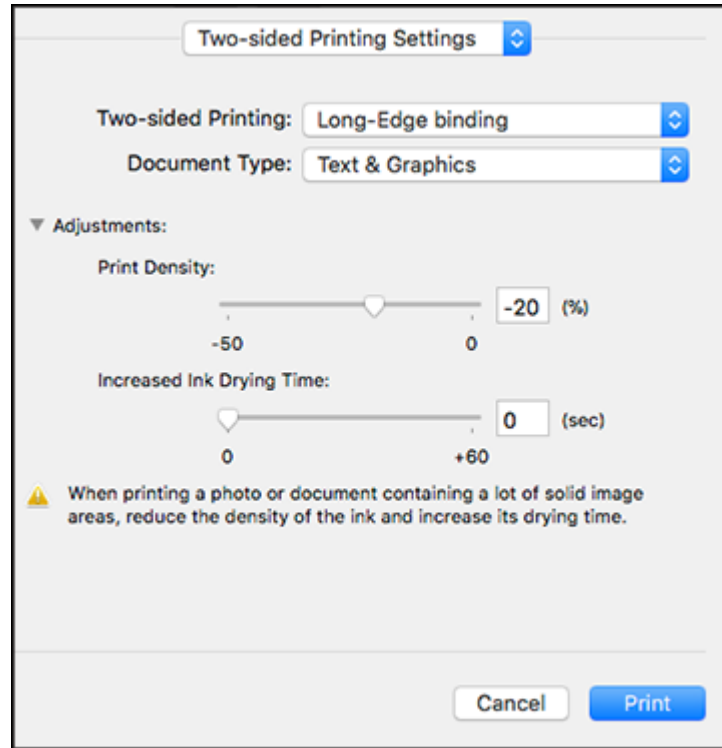 Two-sided Printing Settings
Two-sided Printing: Long-Edge binding
Document Type: Text & Graphics
Adjustments:
Print Density:
-20 (%)
-50 0
Increased Ink Drying Time:
0 (sec)
0 +60
When printing a photo or document containing a lot of solid image
areas, reduce the density of the ink and increase its drying time.
Cancel Print